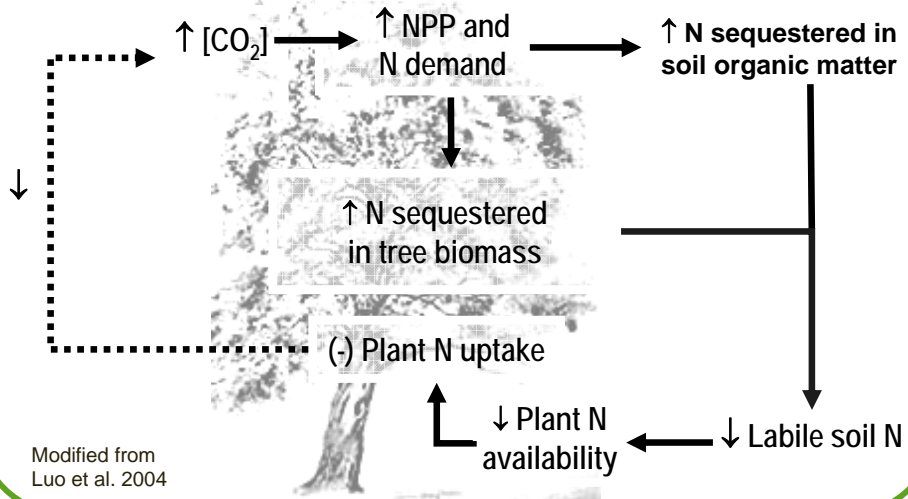 ↑ [CO₂]
↑ NPP and
N demand
↑ N sequestered in
soil organic matter
↓
↑ N sequestered
in tree biomass
(-) Plant N uptake
↓ Plant N
availability
↓ Labile soil N
Modified from
Luo et al. 2004